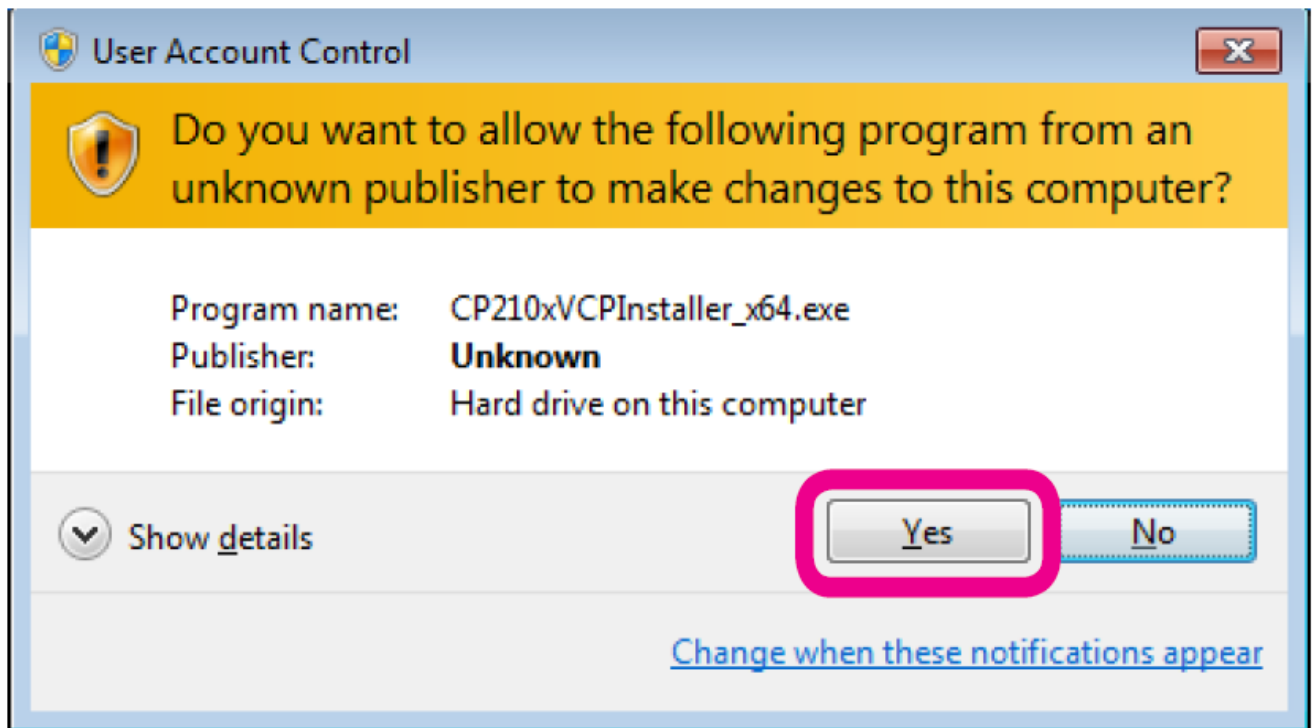 User Account Control
Do you want to allow the following program from an
unknown publisher to make changes to this computer?
Program name: CP210xVCPInstaller_x64.exe
Publisher: Unknown
File origin: Hard drive on this computer
Show details Yes No
Change when these notifications appear